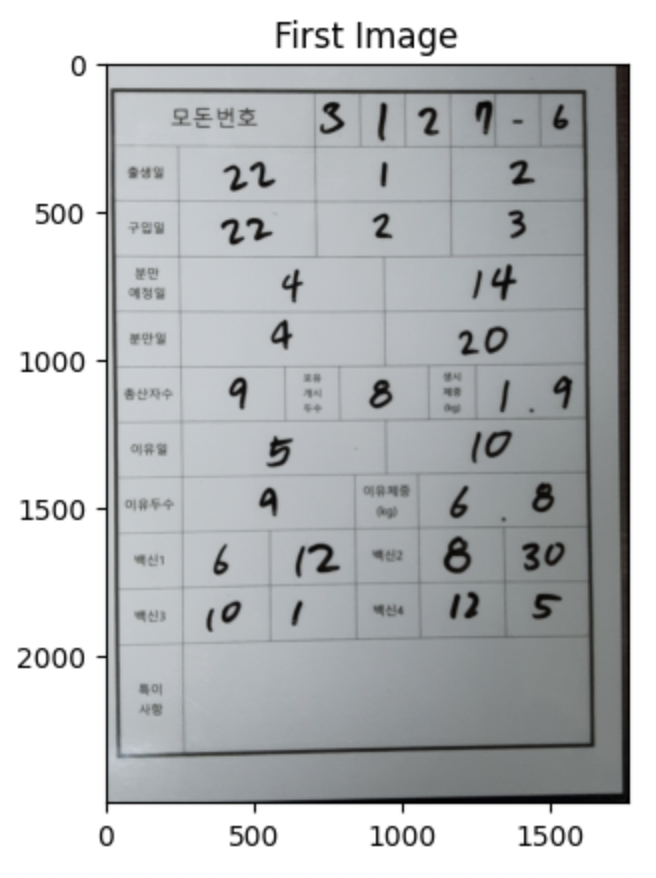 First Image
0
500
1000
1500
2000
0 500 1000 1500
모돈번호 3 1 2 7 - 6
출생일 22 1 2
구입일 22 2 3
분만
예정일 4 14
분만일 4 20
총산자수 9 포유
개시
두수 8 생시
체중
(kg) 1 . 9
이유일 5 10
이유두수 9 이유체중
(kg) 6 . 8
백신1 6 12 백신2 8 30
백신3 10 1 백신4 12 5
특이
사항